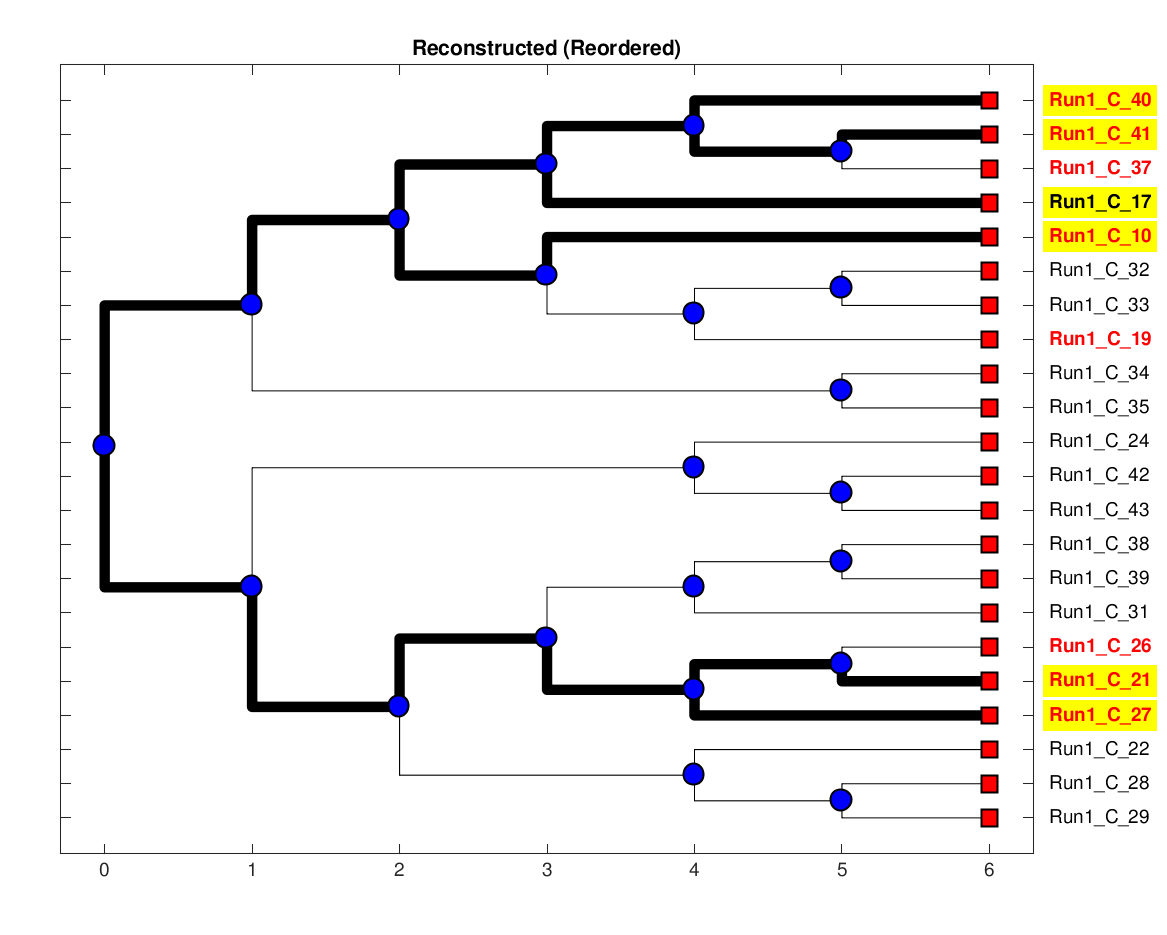 Reconstructed (Reordered)
Run1_C_40
Run1_C_41
Run1_C_37
Run1_C_17
Run1_C_10
Run1_C_32
Run1_C_33
Run1_C_19
Run1_C_34
Run1_C_35
Run1_C_24
Run1_C_42
Run1_C_43
Run1_C_38
Run1_C_39
Run1_C_31
Run1_C_26
Run1_C_21
Run1_C_27
Run1_C_22
Run1_C_28
Run1_C_29
0 1 2 3 4 5 6